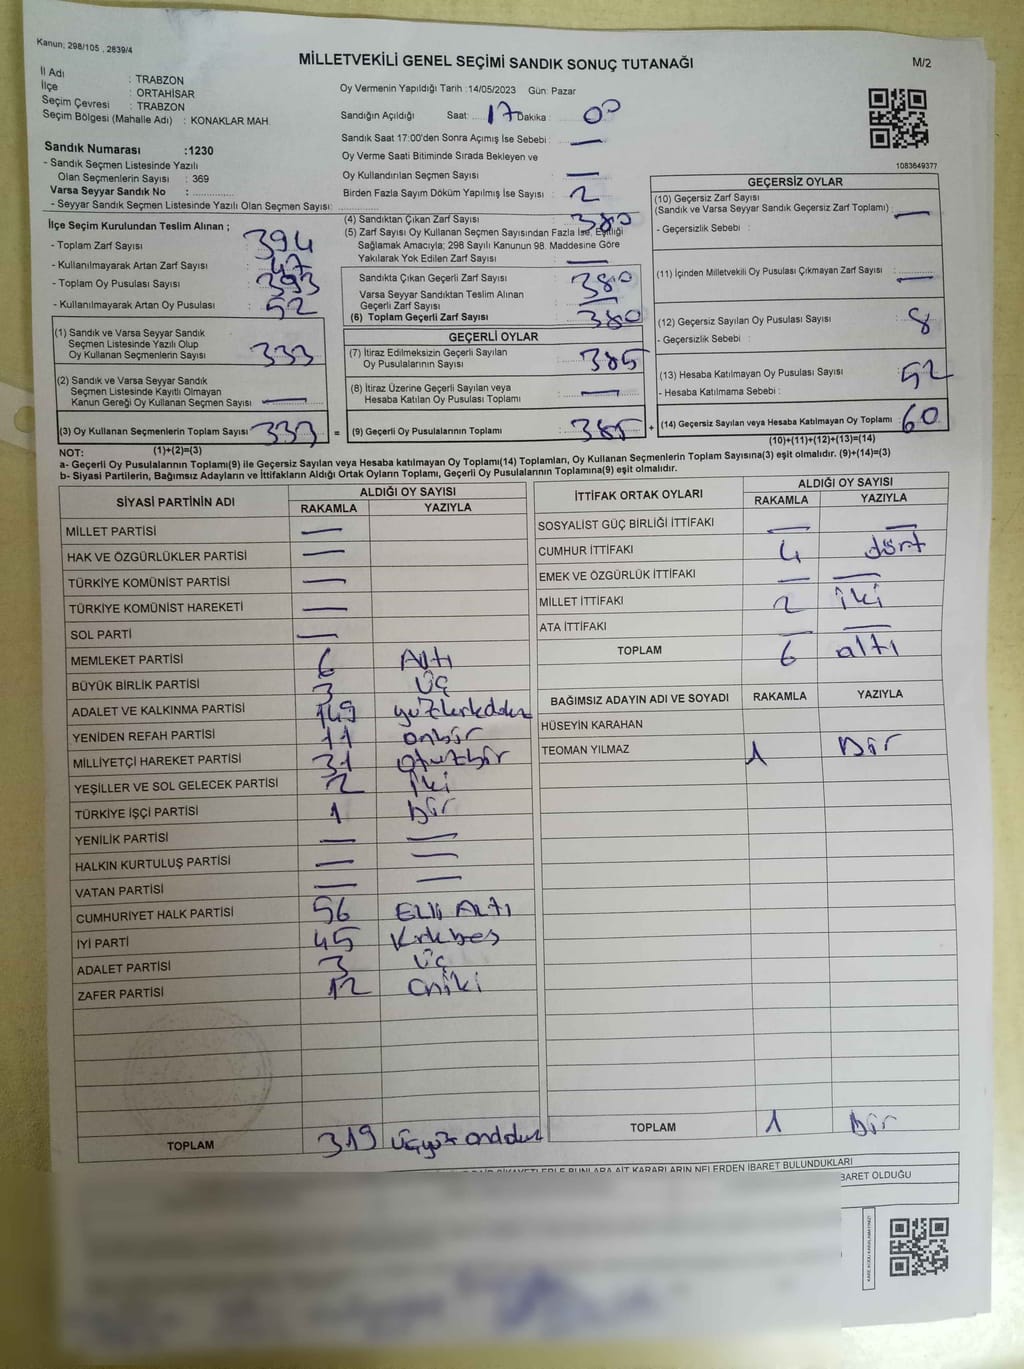 Kanun; 298/105 , 2839/4
MİLLETVEKİLİ GENEL SEÇİMİ SANDIK SONUÇ TUTANAĞI
M/2
İl Adı : TRABZON
İlçe : ORTAHİSAR
Seçim Çevresi : TRABZON
Seçim Bölgesi (Mahalle Adı) : KONAKLAR MAH.
Oy Vermenin Yapıldığı Tarih :14/05/2023 Gün: Pazar
Sandığın Açıldığı Saat 17 Dakika : 00
Sandık Saat 17:00'den Sonra Açımış İse Sebebi : —
Oy Verme Saati Bitiminde Sırada Bekleyen ve
Oy Kullandırılan Seçmen Sayısı —
Birden Fazla Sayım Döküm Yapılmış İse Sayısı 2
1083649377
Sandık Numarası :1230
- Sandık Seçmen Listesinde Yazılı
Olan Seçmenlerin Sayısı : 369
Varsa Seyyar Sandık No :
- Seyyar Sandık Seçmen Listesinde Yazılı Olan Seçmen Sayısı:
İlçe Seçim Kurulundan Teslim Alınan ;
- Toplam Zarf Sayısı 394
- Kullanılmayarak Artan Zarf Sayısı 47
- Toplam Oy Pusulası Sayısı 393
- Kullanılmayarak Artan Oy Pusulası 52
(1) Sandık ve Varsa Seyyar Sandık
Seçmen Listesinde Yazılı Olup
Oy Kullanan Seçmenlerin Sayısı 333
(2) Sandık ve Varsa Seyyar Sandık
Seçmen Listesinde Kayıtlı Olmayan
Kanun Gereği Oy Kullanan Seçmen Sayısı —
(3) Oy Kullanan Seçmenlerin Toplam Sayısı 333 =
(1)+(2)=(3)
(4) Sandıktan Çıkan Zarf Sayısı 380
(5) Zarf Sayısı Oy Kullanan Seçmen Sayısından Fazla İse, Eşitliği
Sağlamak Amacıyla; 298 Sayılı Kanunun 98. Maddesine Göre
Yakılarak Yok Edilen Zarf Sayısı —
Sandıkta Çıkan Geçerli Zarf Sayısı 380
Varsa Seyyar Sandıktan Teslim Alınan
Geçerli Zarf Sayısı —
(6) Toplam Geçerli Zarf Sayısı 380
GEÇERLİ OYLAR
(7) İtiraz Edilmeksizin Geçerli Sayılan
Oy Pusulalarının Sayısı 385
(8) İtiraz Üzerine Geçerli Sayılan veya
Hesaba Katılan Oy Pusulası Toplamı —
(9) Geçerli Oy Pusulalarının Toplamı 385 +
GEÇERSİZ OYLAR
(10) Geçersiz Zarf Sayısı
(Sandık ve Varsa Seyyar Sandık Geçersiz Zarf Toplamı) : —
- Geçersizlik Sebebi :
(11) İçinden Milletvekili Oy Pusulası Çıkmayan Zarf Sayısı —
(12) Geçersiz Sayılan Oy Pusulası Sayısı 8
- Geçersizlik Sebebi :
(13) Hesaba Katılmayan Oy Pusulası Sayısı 52
- Hesaba Katılmama Sebebi :
(14) Geçersiz Sayılan veya Hesaba Katılmayan Oy Toplamı : 60
(10)+(11)+(12)+(13)=(14)
NOT:
a- Geçerli Oy Pusulalarının Toplamı(9) ile Geçersiz Sayılan veya Hesaba katılmayan Oy Toplamı(14) Toplamları, Oy Kullanan Seçmenlerin Toplam Sayısına(3) eşit olmalıdır. (9)+(14)=(3)
b- Siyasi Partilerin, Bağımsız Adayların ve İttifakların Aldığı Ortak Oyların Toplamı, Geçerli Oy Pusulalarının Toplamına(9) eşit olmalıdır.
SİYASİ PARTİNİN ADI
ALDIĞI OY SAYISI
RAKAMLA YAZIYLA
MİLLET PARTİSİ —
HAK VE ÖZGÜRLÜKLER PARTİSİ —
TÜRKİYE KOMÜNİST PARTİSİ —
TÜRKİYE KOMÜNİST HAREKETİ —
SOL PARTİ —
MEMLEKET PARTİSİ 6 Altı
BÜYÜK BİRLİK PARTİSİ 3 üç
ADALET VE KALKINMA PARTİSİ 149
YENİDEN REFAH PARTİSİ 11 onbir
MİLLİYETÇİ HAREKET PARTİSİ 31 otuzbir
YEŞİLLER VE SOL GELECEK PARTİSİ 2 iki
TÜRKİYE İŞÇİ PARTİSİ 1 bir
YENİLİK PARTİSİ — —
HALKIN KURTULUŞ PARTİSİ — —
VATAN PARTİSİ — —
CUMHURİYET HALK PARTİSİ 56 Elli Altı
İYİ PARTİ 45 Kırkbeş
ADALET PARTİSİ 3 üç
ZAFER PARTİSİ 12 oniki
TOPLAM 319
İTTİFAK ORTAK OYLARI
ALDIĞI OY SAYISI
RAKAMLA YAZIYLA
SOSYALİST GÜÇ BİRLİĞİ İTTİFAKI — —
CUMHUR İTTİFAKI 4 dört
EMEK VE ÖZGÜRLÜK İTTİFAKI — —
MİLLET İTTİFAKI 2 iki
ATA İTTİFAKI — —
TOPLAM 6 altı
BAĞIMSIZ ADAYIN ADI VE SOYADI RAKAMLA YAZIYLA
HÜSEYİN KARAHAN
TEOMAN YILMAZ 1 bir
TOPLAM 1 bir
KARARLARIN NELERDEN İBARET BULUNDUKLARI
BARET OLDUĞU